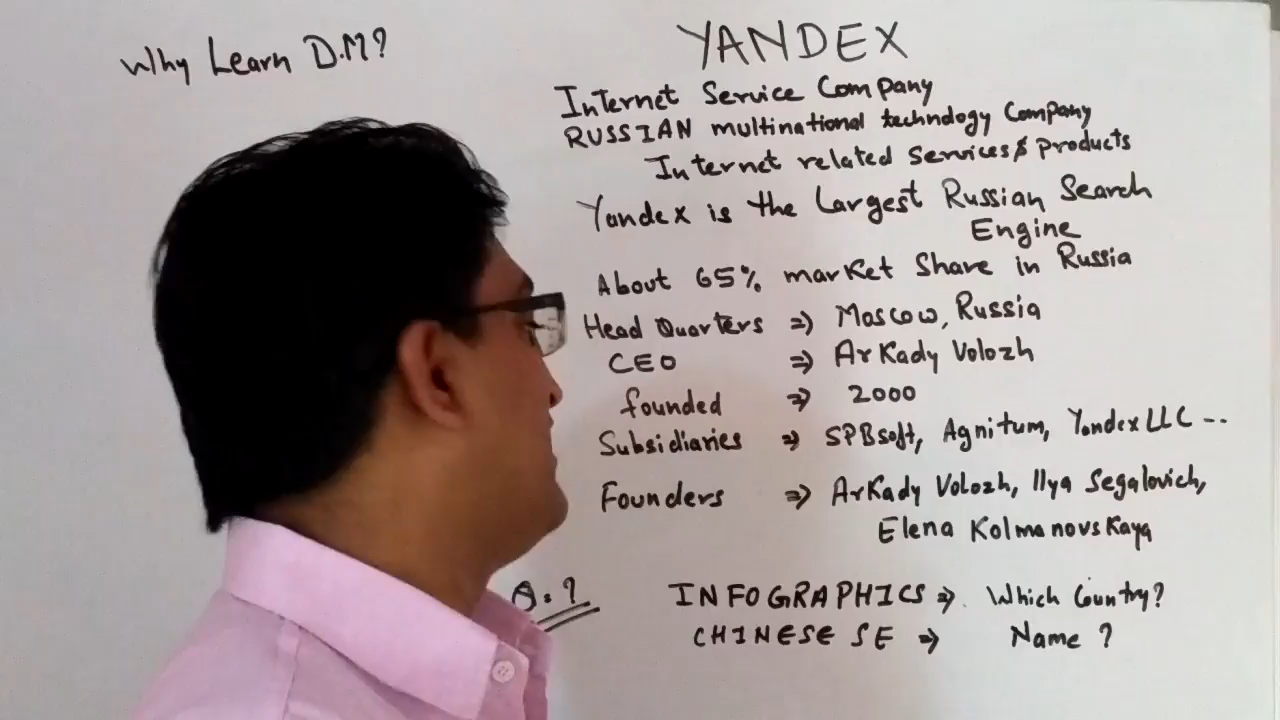 Why Learn D.M?
YANDEX
Internet Service Company
RUSSIAN multinational technology Company
Internet related Services & Products
Yandex is the Largest Russian Search
Engine
About 65% market Share in Russia
Head Quarters ⇒ Moscow, Russia
CEO ⇒ Arkady Volozh
founded ⇒ 2000
Subsidiaries ⇒ SPBsoft, Agnitum, Yandex LLC --
Founders ⇒ Arkady Volozh, Ilya Segalovich,
Elena Kolmanovskaya
Q. ?
INFOGRAPHICS ⇒ Which Country?
CHINESE SE ⇒ Name ?